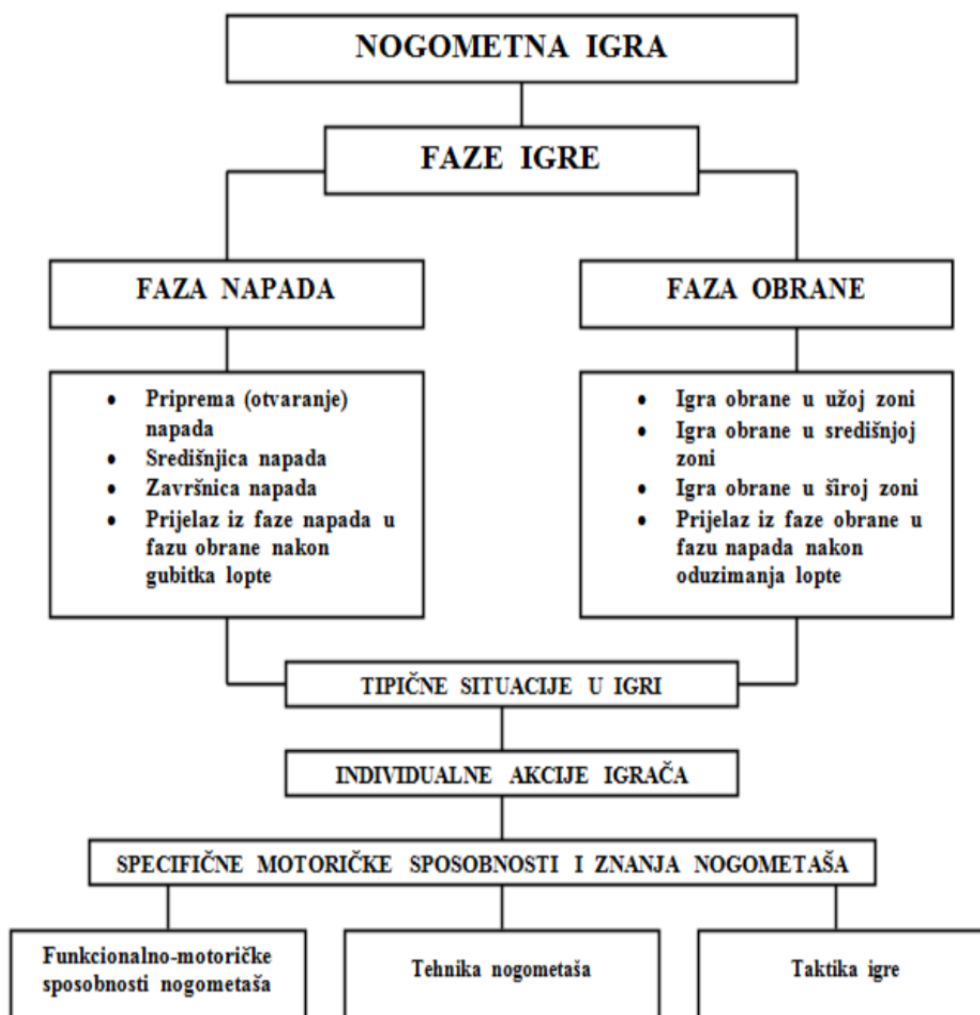 NOGOMETNA IGRA
FAZE IGRE
FAZA NAPADA
FAZA OBRANE
• Priprema (otvaranje)
napada
• Središnjica napada
• Završnica napada
• Prijelaz iz faze napada u
fazu obrane nakon
gubitka lopte
• Igra obrane u užoj zoni
• Igra obrane u središnjoj
zoni
• Igra obrane u široj zoni
• Prijelaz iz faze obrane u
fazu napada nakon
oduzimanja lopte
TIPIČNE SITUACIJE U IGRI
INDIVIDUALNE AKCIJE IGRAČA
SPECIFIČNE MOTORIČKE SPOSOBNOSTI I ZNANJA NOGOMETAŠA
Funkcionalno-motoričke
sposobnosti nogometaša
Tehnika nogometaša
Taktika igre